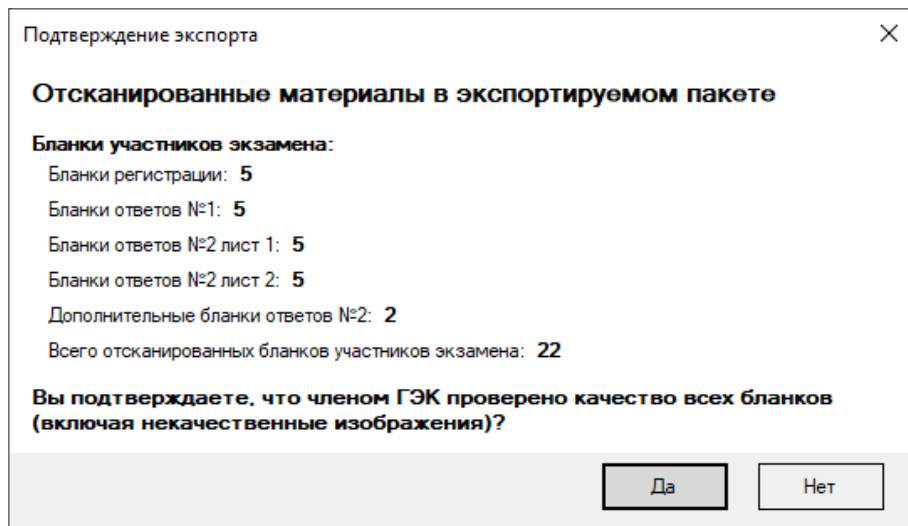 Подтверждение экспорта
Отсканированные материалы в экспортируемом пакете
Бланки участников экзамена:
Бланки регистрации: 5
Бланки ответов №1: 5
Бланки ответов №2 лист 1: 5
Бланки ответов №2 лист 2: 5
Дополнительные бланки ответов №2: 2
Всего отсканированных бланков участников экзамена: 22
Вы подтверждаете, что членом ГЭК проверено качество всех бланков
(включая некачественные изображения)?
Да
Нет